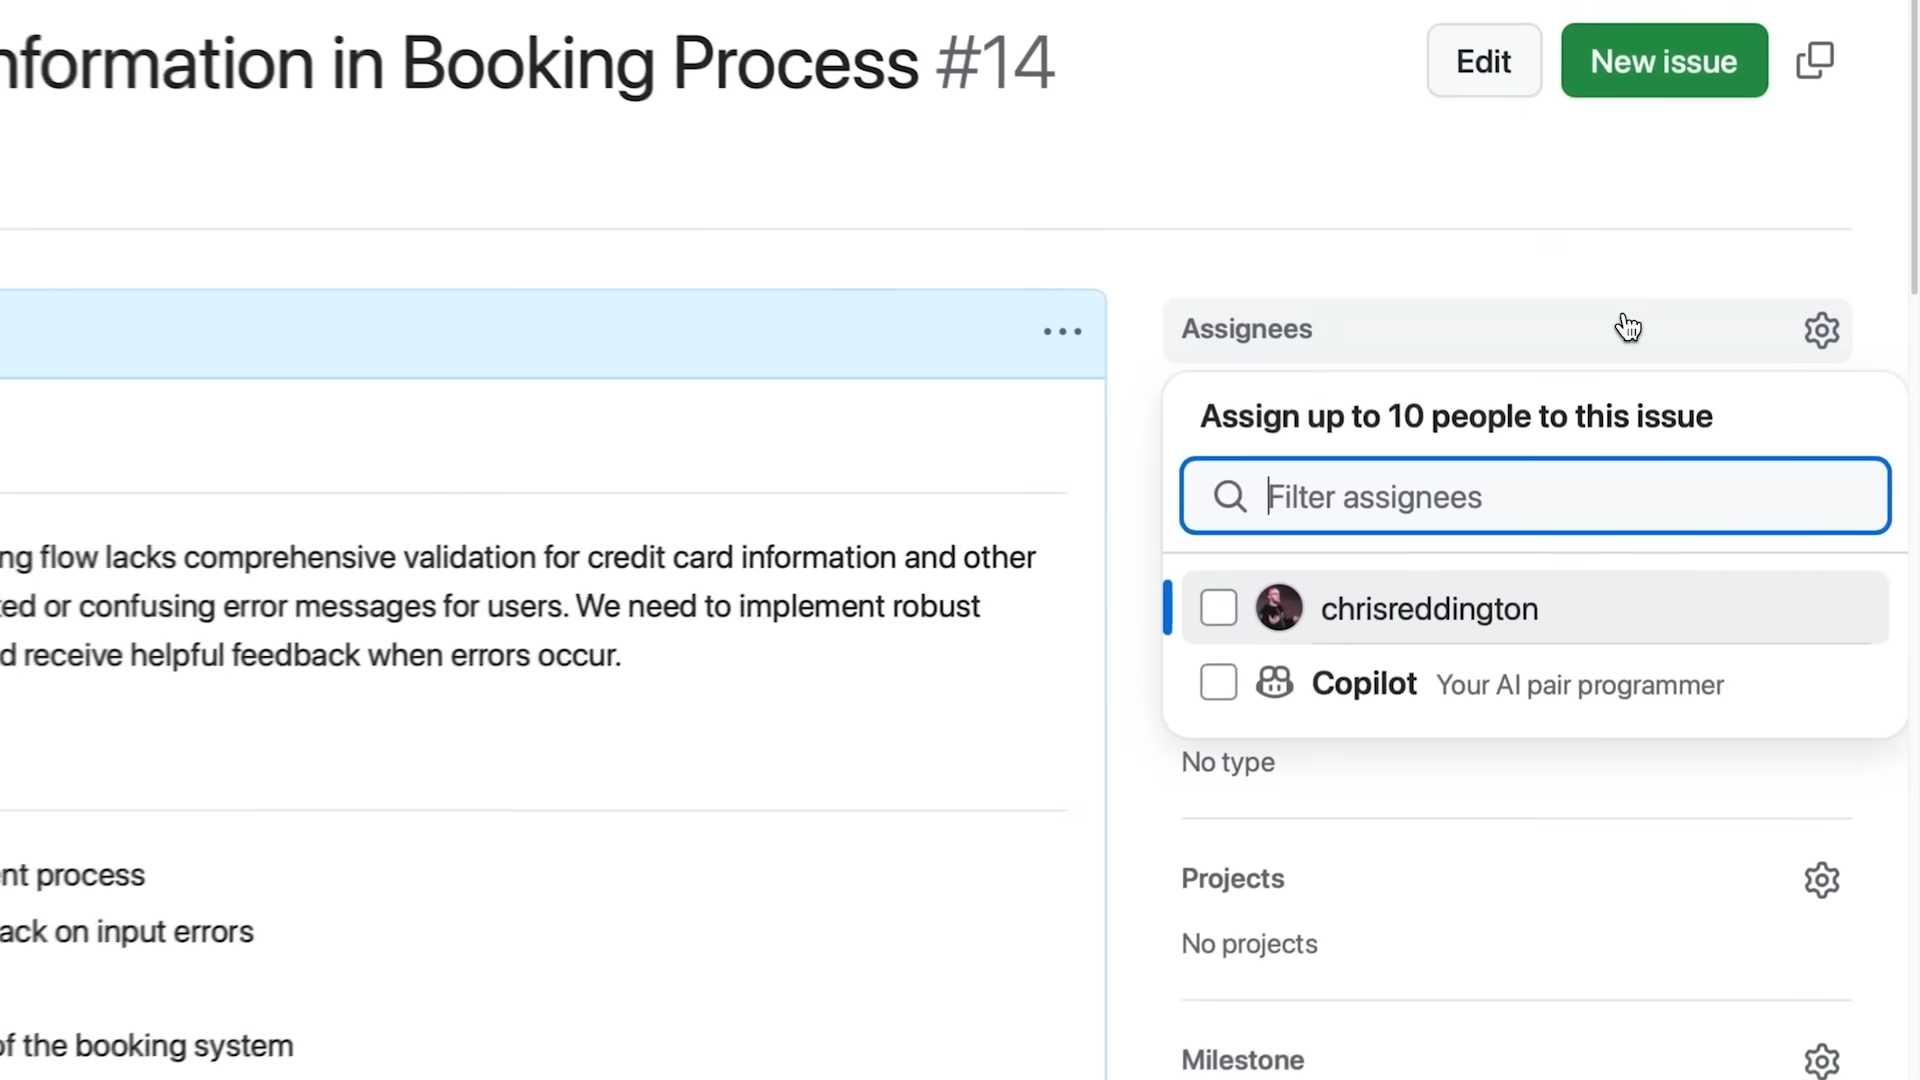 nformation in Booking Process #14
Edit
New issue
Assignees
Assign up to 10 people to this issue
Filter assignees
chrisreddington
Copilot Your AI pair programmer
No type
Projects
No projects
Milestone
ng flow lacks comprehensive validation for credit card information and other
ted or confusing error messages for users. We need to implement robust
d receive helpful feedback when errors occur.
ent process
ack on input errors
of the booking system